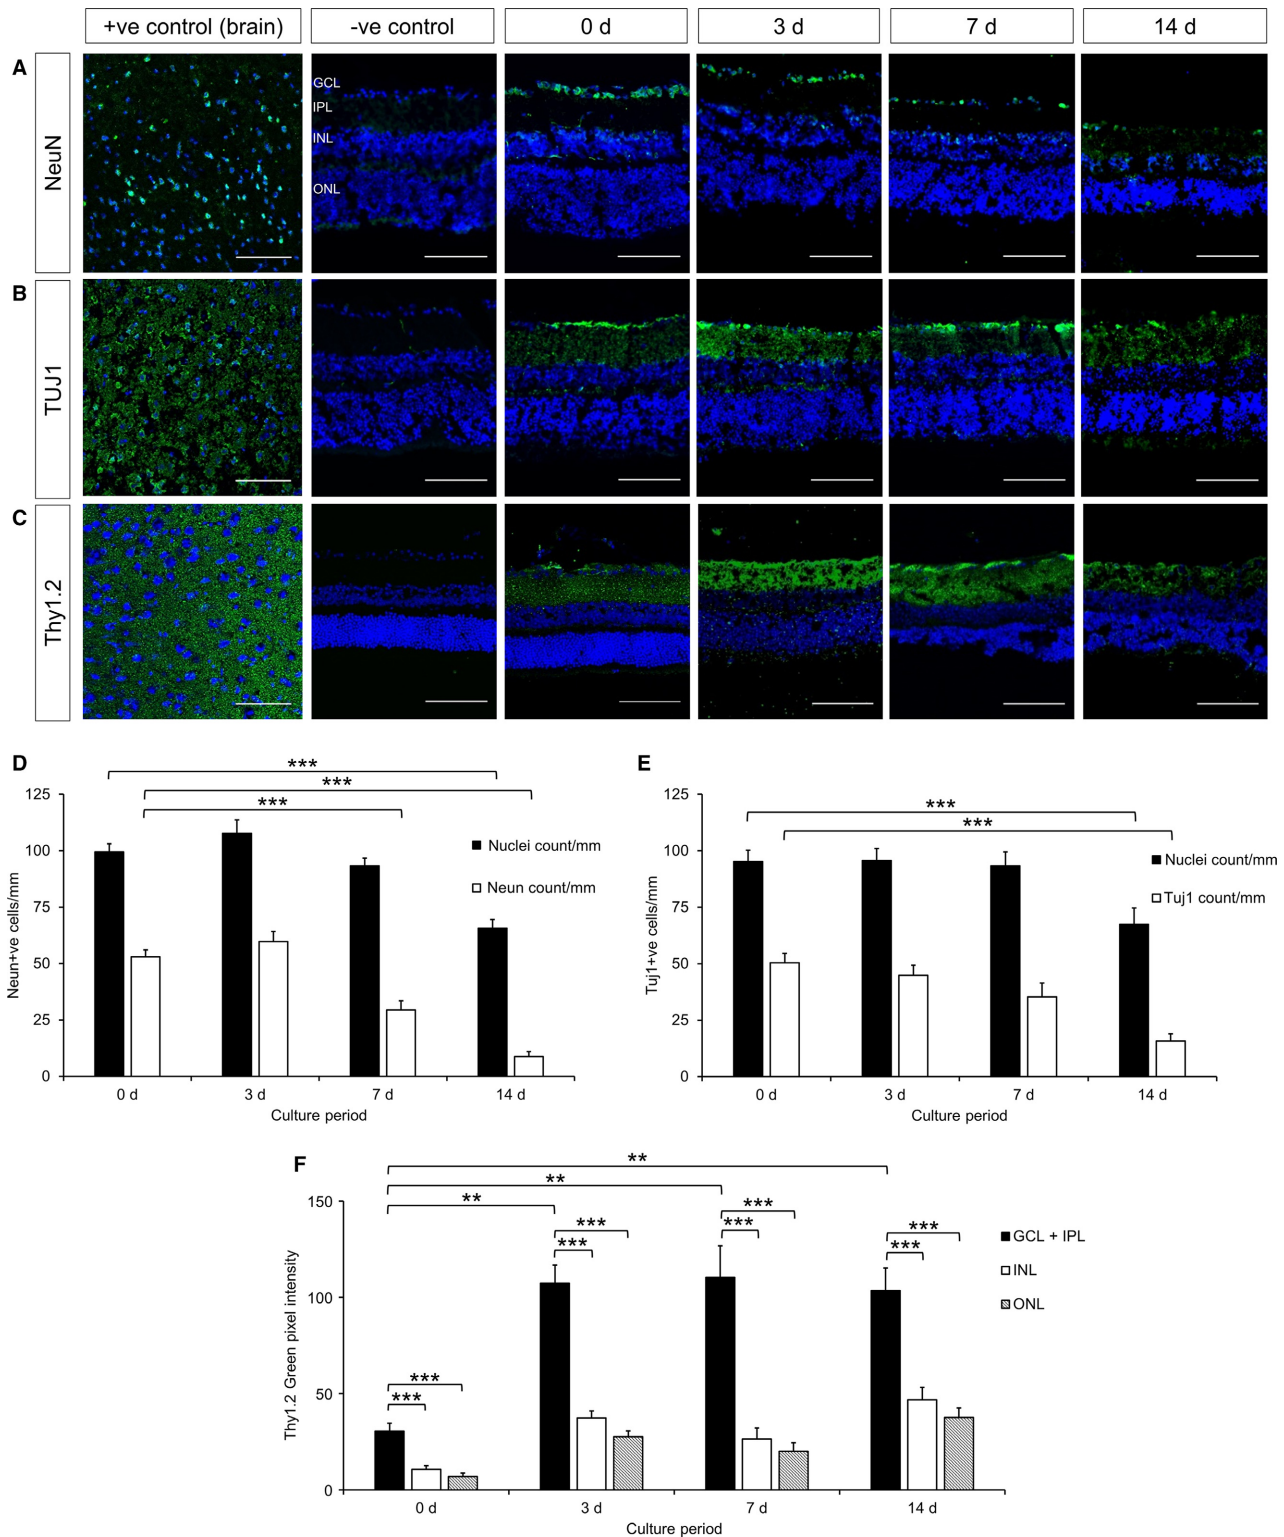 +ve control (brain)
-ve control
0 d
3 d
7 d
14 d
A
NeuN
GCL
IPL
INL
ONL
B
TUJ1
C
Thy1.2
D
***
***
***
125
100
75
50
25
0
Neun+ve cells/mm
Nuclei count/mm
Neun count/mm
0 d
3 d
7 d
14 d
Culture period
E
***
***
125
100
75
50
25
0
Tuj1+ve cells/mm
Nuclei count/mm
Tuj1 count/mm
0 d
3 d
7 d
14 d
Culture period
F
**
**
**
***
***
***
***
***
***
***
***
150
100
50
0
Thy1.2 Green pixel intensity
GCL + IPL
INL
ONL
0 d
3 d
7 d
14 d
Culture period